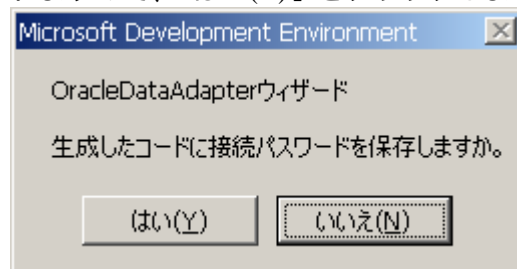 Microsoft Development Environment
OracleDataAdapterウィザード
生成したコードに接続パスワードを保存しますか。
はい(Y)
いいえ(N)